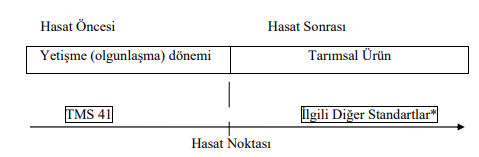 Hasat Öncesi Hasat Sonrası
Yetişme (olgunlaşma) dönemi Tarımsal Ürün
TMS 41 İlgili Diğer Standartlar*
Hasat Noktası